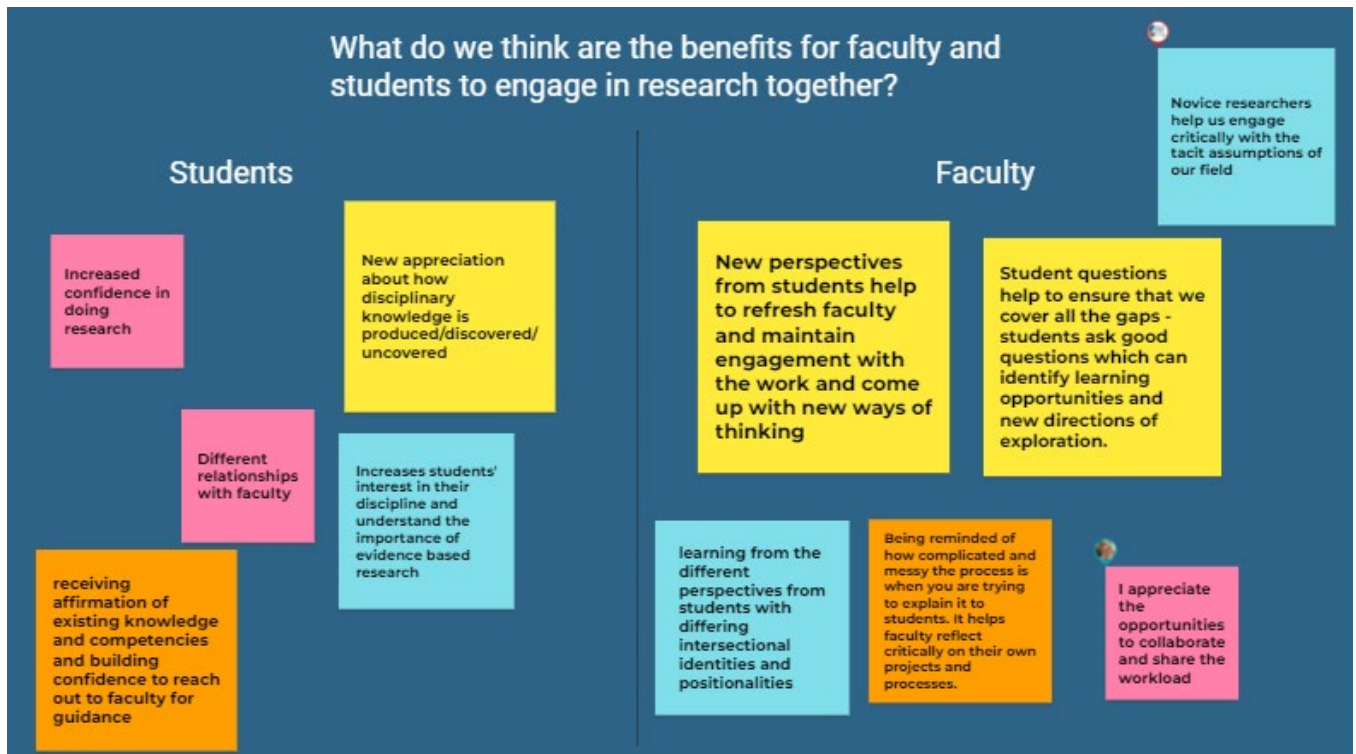 What do we think are the benefits for faculty and
students to engage in research together?
Students
Increased
confidence in
doing
research
New appreciation
about how
disciplinary
knowledge is
produced/discovered/
uncovered
Different
relationships
with faculty
Increases students'
interest in their
discipline and
understand the
importance of
evidence based
research
receiving
affirmation of
existing knowledge
and competencies
and building
confidence to reach
out to faculty for
guidance
Faculty
Novice researchers
help us engage
critically with the
tacit assumptions of
our field
New perspectives
from students help
to refresh faculty
and maintain
engagement with
the work and come
up with new ways of
thinking
Student questions
help to ensure that we
cover all the gaps -
students ask good
questions which can
identify learning
opportunities and
new directions of
exploration.
learning from the
different
perspectives from
students with
differing
intersectional
identities and
positionalities
Being reminded of
how complicated and
messy the process is
when you are trying
to explain it to
students. It helps
faculty reflect
critically on their own
projects and
processes.
I appreciate
the
opportunities
to collaborate
and share the
workload